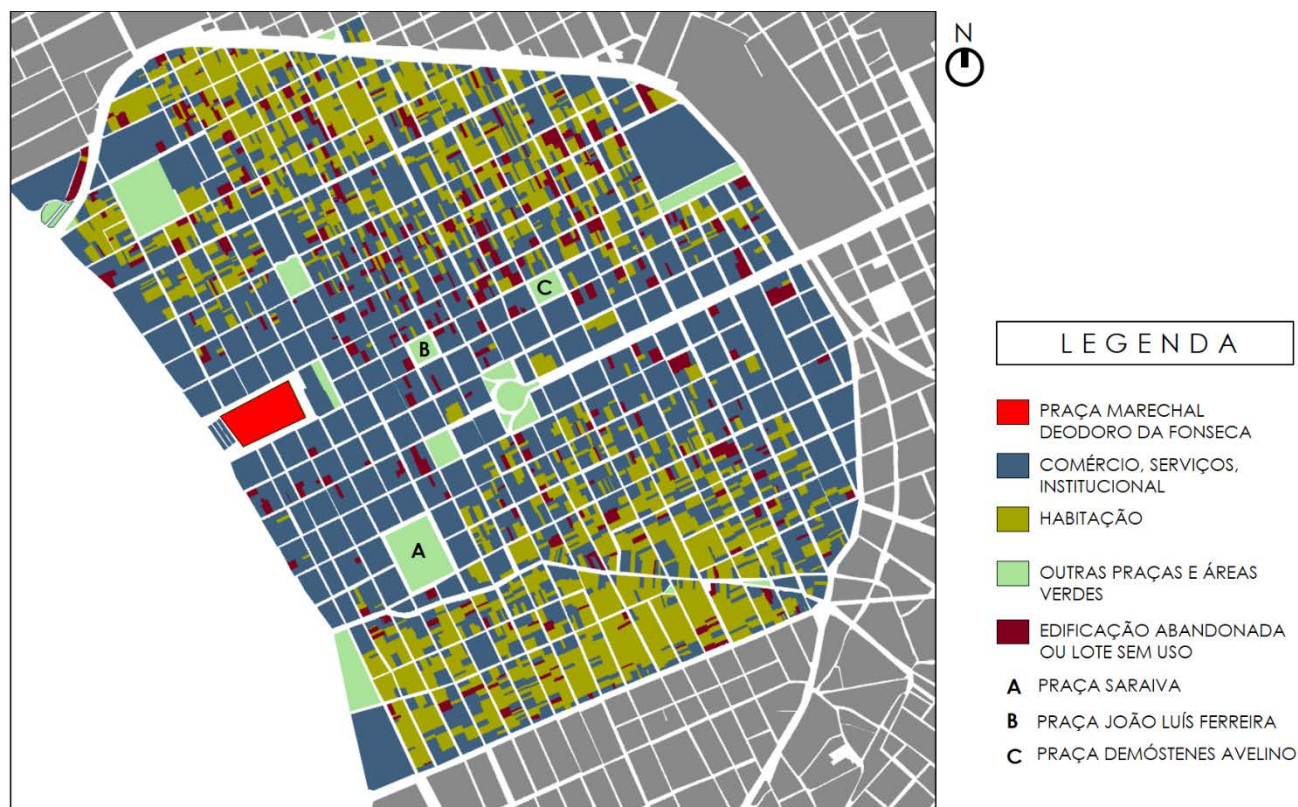 N
C
B
A
L E G E N D A
PRAÇA MARECHAL
DEODORO DA FONSECA
COMÉRCIO, SERVIÇOS,
INSTITUCIONAL
HABITAÇÃO
OUTRAS PRAÇAS E ÁREAS
VERDES
EDIFICAÇÃO ABANDONADA
OU LOTE SEM USO
A PRAÇA SARAIVA
B PRAÇA JOÃO LUÍS FERREIRA
C PRAÇA DEMÓSTENES AVELINO